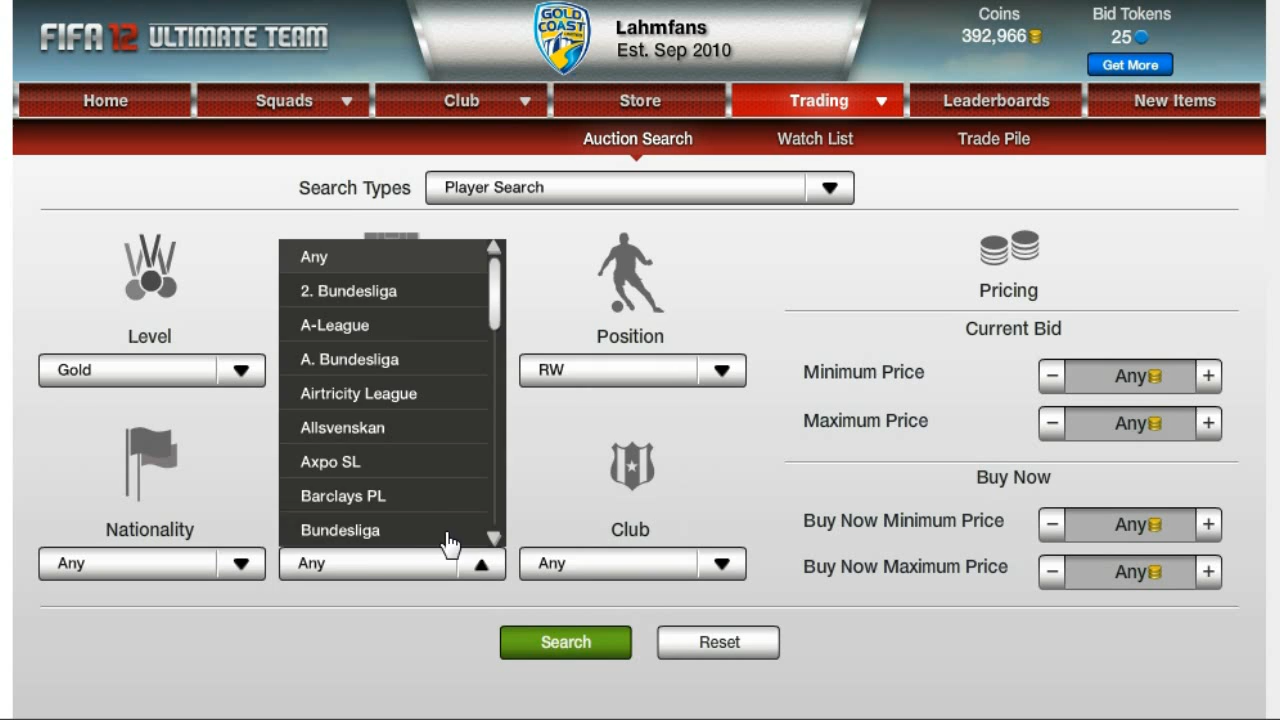 FIFA 12 ULTIMATE TEAM
GOLD COAST
Lahmfans
Est. Sep 2010
Coins
392,966
Bid Tokens
25
Get More
Home
Squads
Club
Store
Trading
Leaderboards
New Items
Auction Search
Watch List
Trade Pile
Search Types
Player Search
Level
Gold
Any
2. Bundesliga
A-League
A. Bundesliga
Airtricity League
Allsvenskan
Axpo SL
Barclays PL
Bundesliga
Any
Position
RW
Nationality
Any
Club
Any
Pricing
Current Bid
Minimum Price
- Any +
Maximum Price
- Any +
Buy Now
Buy Now Minimum Price
- Any +
Buy Now Maximum Price
- Any +
Search
Reset